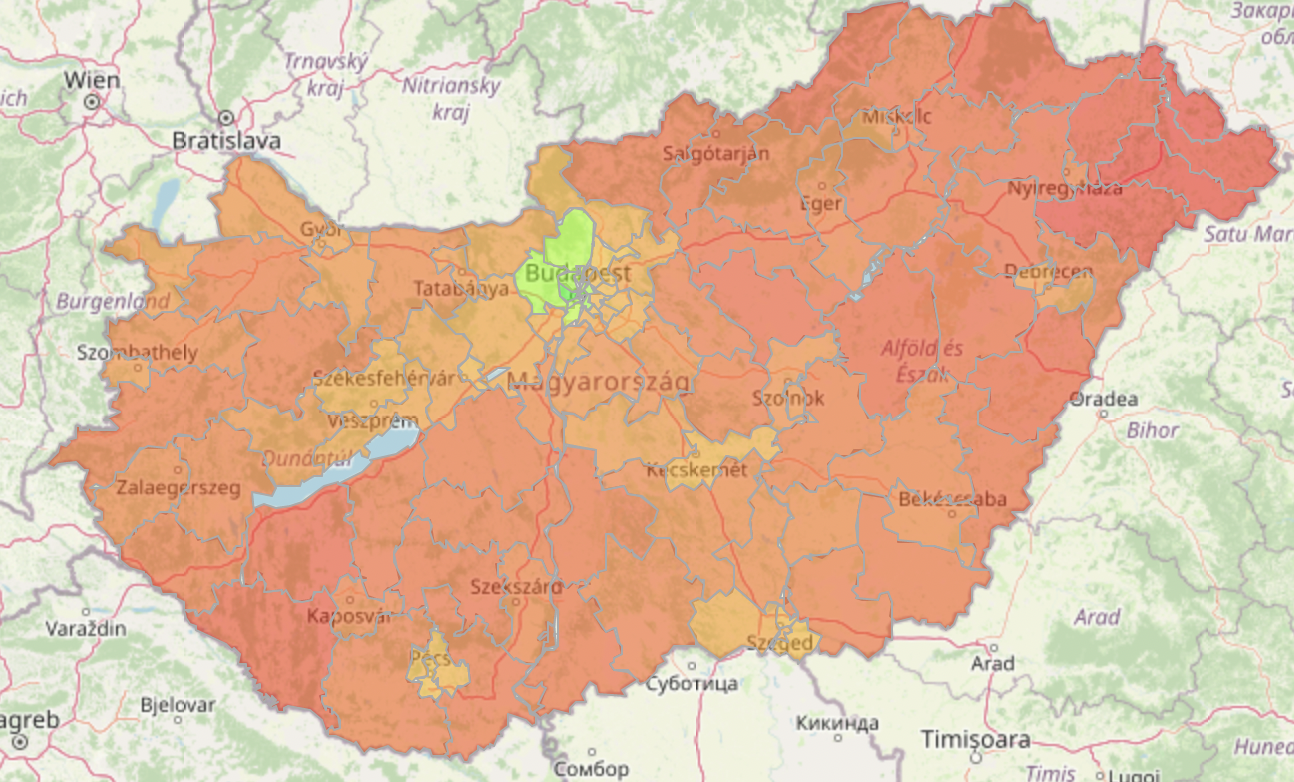 Закарп
обл
Wien
Trnavský
kraj
Nitriansky
kraj
ich
Bratislava
Miskolc
Salgótarján
Nyíregyháza
Eger
Satu Mar
Győr
Budapest
Debrecen
Tatabánya
Burgenland
Szombathely
Alföld és
Észak
Székesfehérvár
Magyarország
Szolnok
Oradea
Veszprém
Bihor
Dunántúl
Kecskemét
Zalaegerszeg
Békéscsaba
Szekszárd
Kaposvár
Arad
Varaždin
Szeged
Pécs
Arad
Суботица
Bjelovar
agreb
Кикинда
Timișoara
Hunedo
Сомбор
Timiș
Lugoj